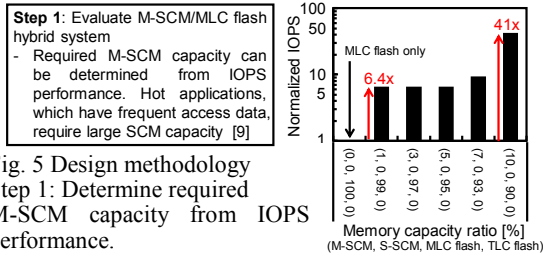 Step 1: Evaluate M-SCM/MLC flash
hybrid system
- Required M-SCM capacity can
be determined from IOPS
performance. Hot applications,
which have frequent access data,
require large SCM capacity [9]
ig. 5 Design methodology
tep 1: Determine required
M-SCM capacity from IOPS
erformance.
Normalized IOPS
100
50
10
5
1
MLC flash only
6.4x
41x
(0, 0, 100, 0)
(1, 0, 99, 0)
(3, 0, 97, 0)
(5, 0, 95, 0)
(7, 0, 93, 0)
(10, 0, 90, 0)
Memory capacity ratio [%]
(M-SCM, S-SCM, MLC flash, TLC flash)